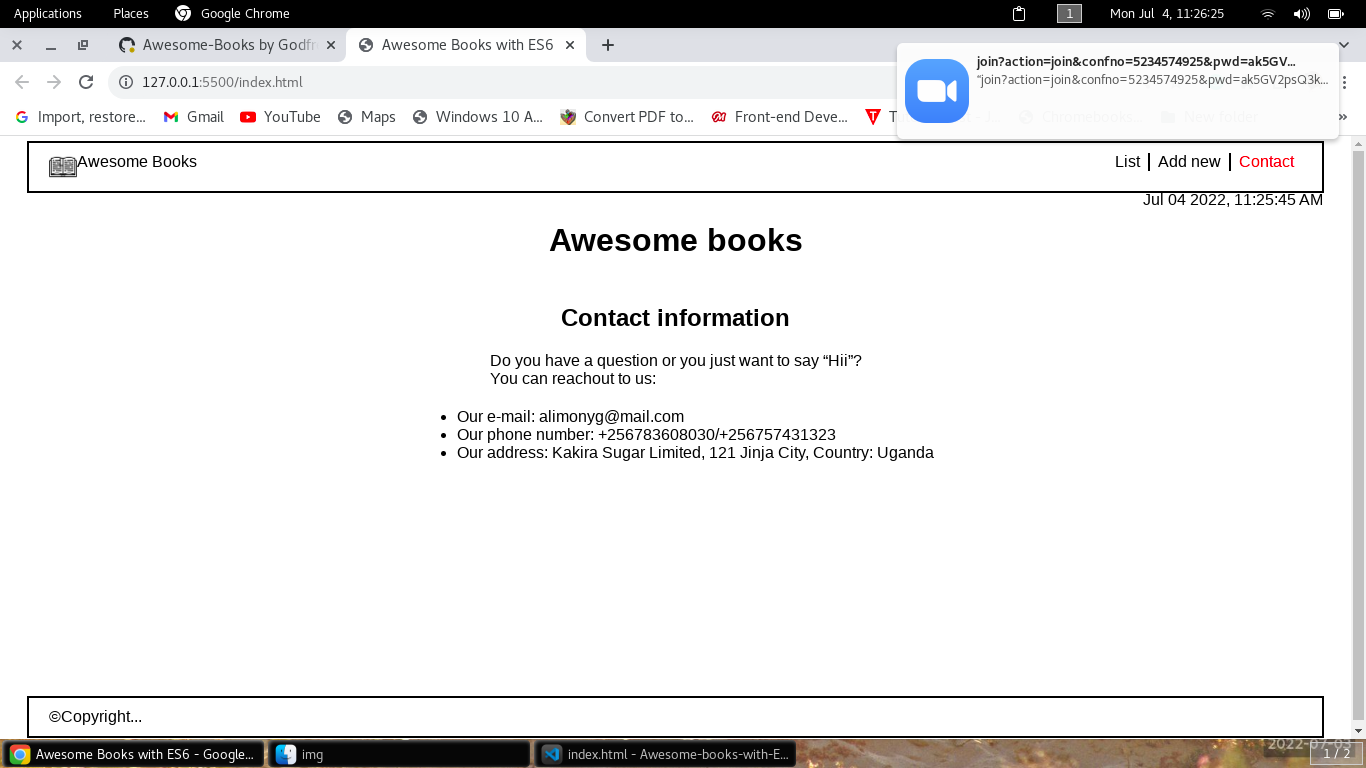 Applications Places Google Chrome 1 Mon Jul 4, 11:26:25
Awesome-Books by Godfr Awesome Books with ES6
127.0.0.1:5500/index.html
join?action=join&confno=5234574925&pwd=ak5GV...
"join?action=join&confno=5234574925&pwd=ak5GV2psQ3k...
Import, restore... Gmail YouTube Maps Windows 10 A... Convert PDF to... Front-end Deve... Chromebooks... New folder »
Awesome Books List Add new Contact
Jul 04 2022, 11:25:45 AM
Awesome books
Contact information
Do you have a question or you just want to say “Hii”?
You can reachout to us:
• Our e-mail: alimonyg@mail.com
• Our phone number: +256783608030/+256757431323
• Our address: Kakira Sugar Limited, 121 Jinja City, Country: Uganda
©Copyright...
Awesome Books with ES6 - Google... img index.html - Awesome-books-with-E... 2022-07-03
1 / 2